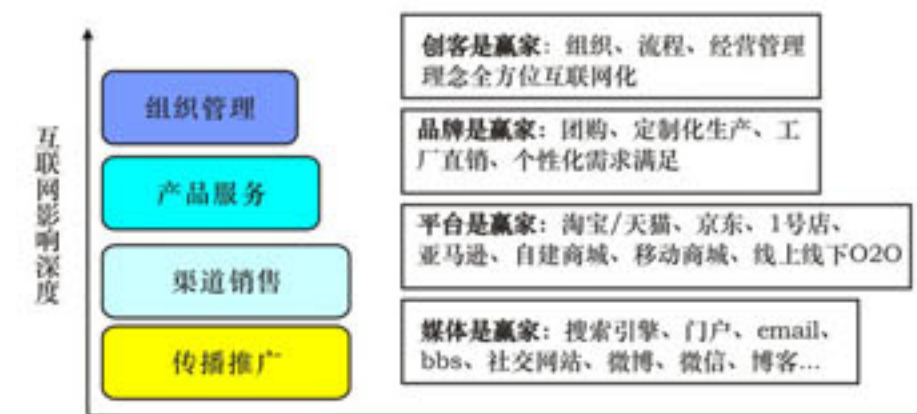 互联网影响深度
组织管理
创客是赢家：组织、流程、经营管理
理念全方位互联网化
产品服务
品牌是赢家：团购、定制化生产、工
厂直销、个性化需求满足
渠道销售
平台是赢家：淘宝/天猫、京东、1号店、
亚马逊、自建商城、移动商城、线上线下O2O
传播推广
媒体是赢家：搜索引擎、门户、email、
bbs、社交网站、微博、微信、博客...